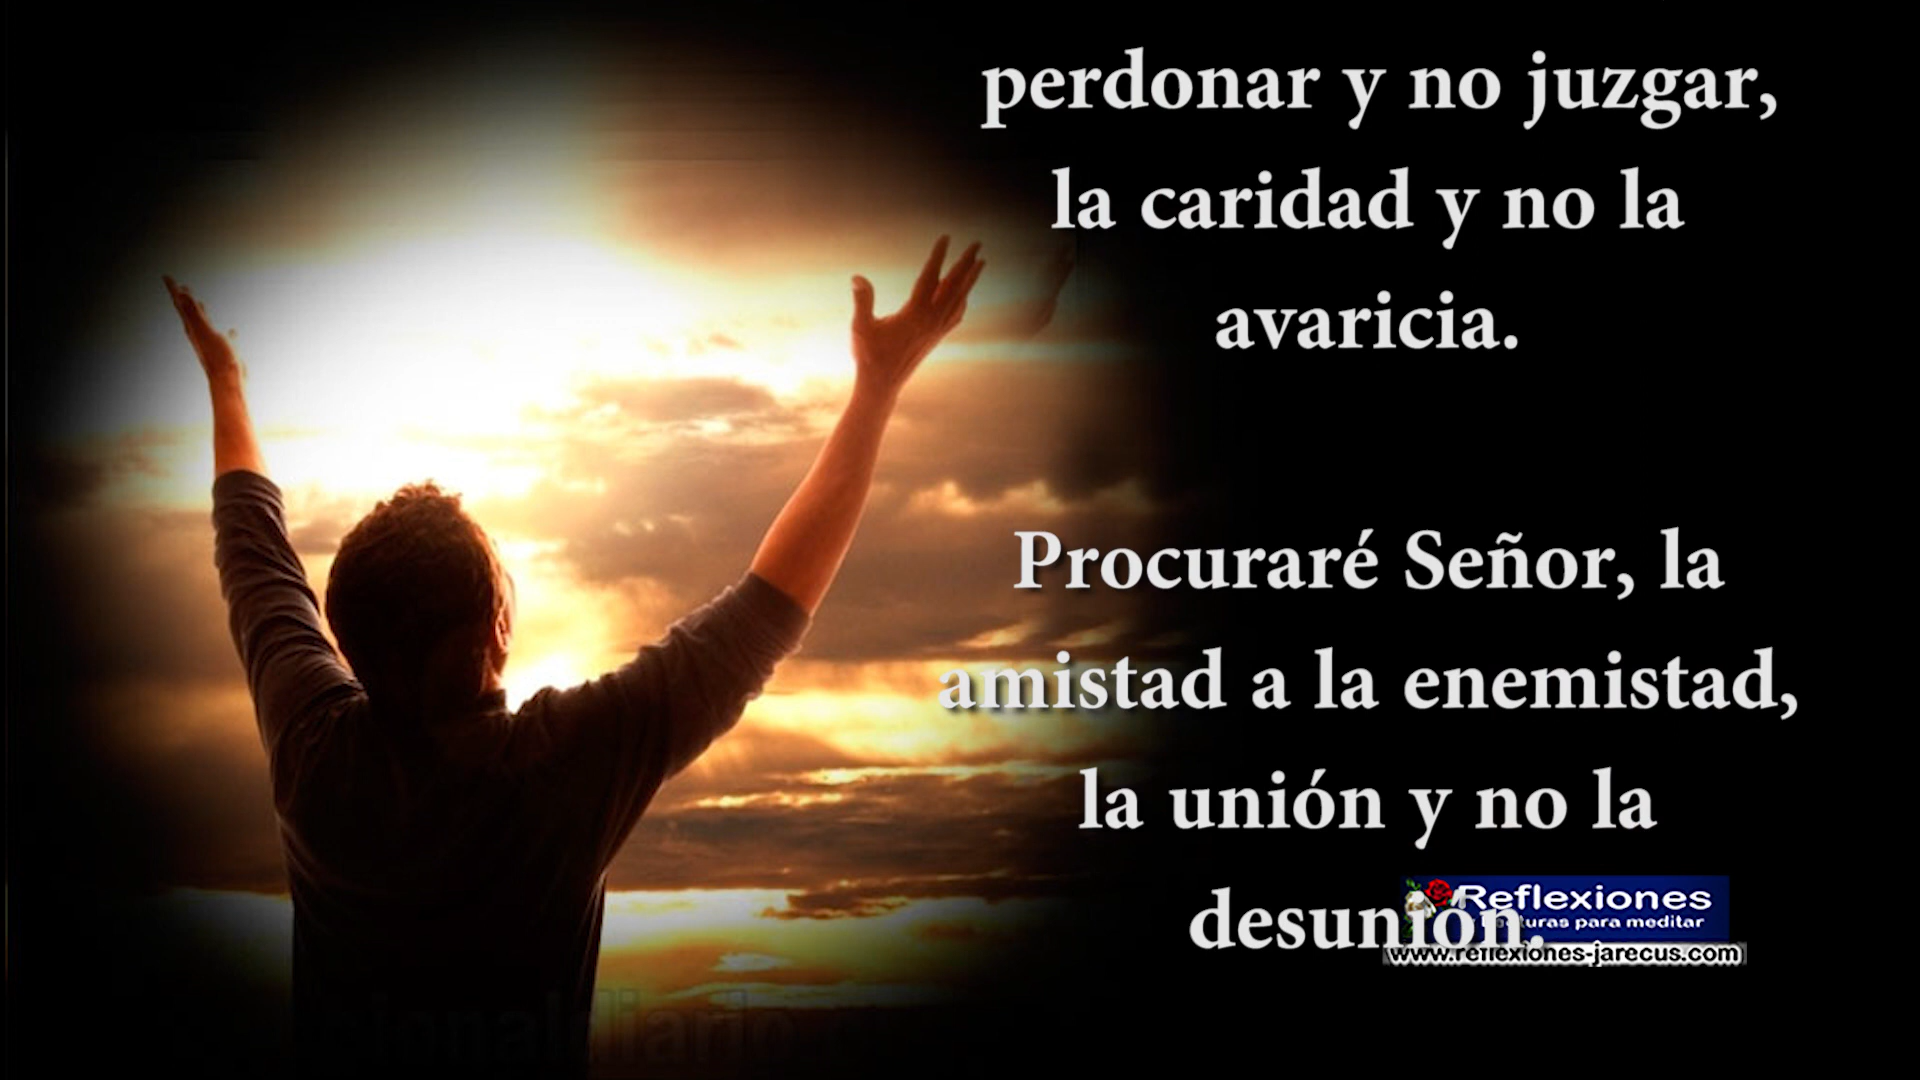 perdonar y no juzgar,
la caridad y no la
avaricia.
Procuraré Señor, la
amistad a la enemistad,
la unión y no la
desunión.
Reflexiones
para meditar
www.reflexiones-jarecus.com